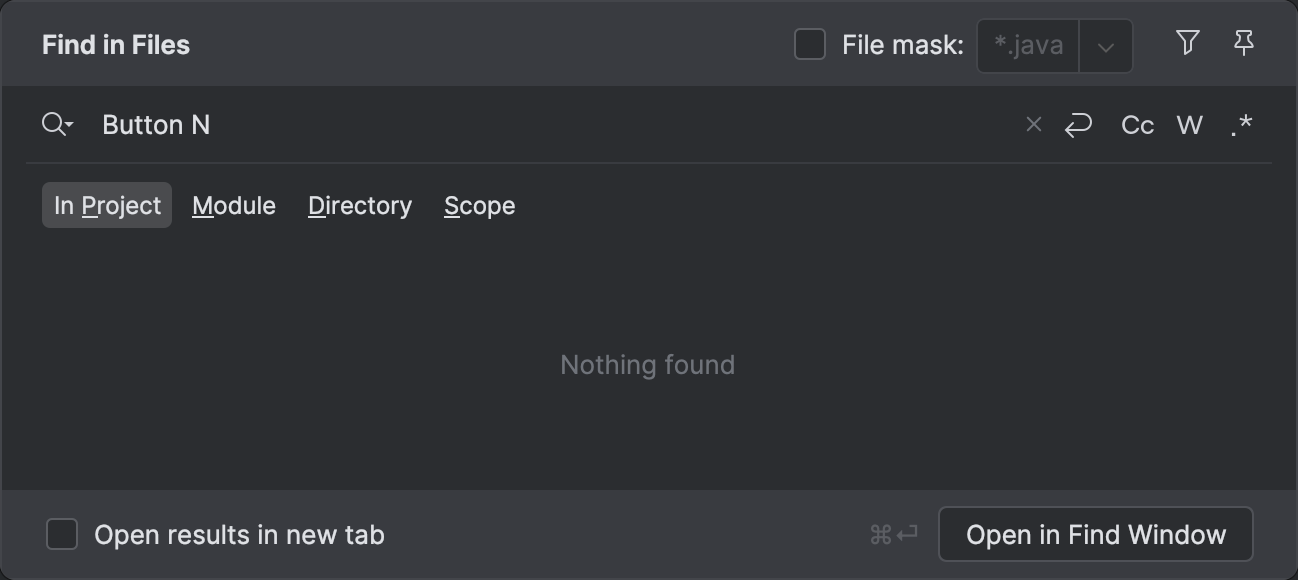 Find in Files File mask: *.java
Button N Cc W .*
In Project Module Directory Scope
Nothing found
Open results in new tab ⌘↵ Open in Find Window